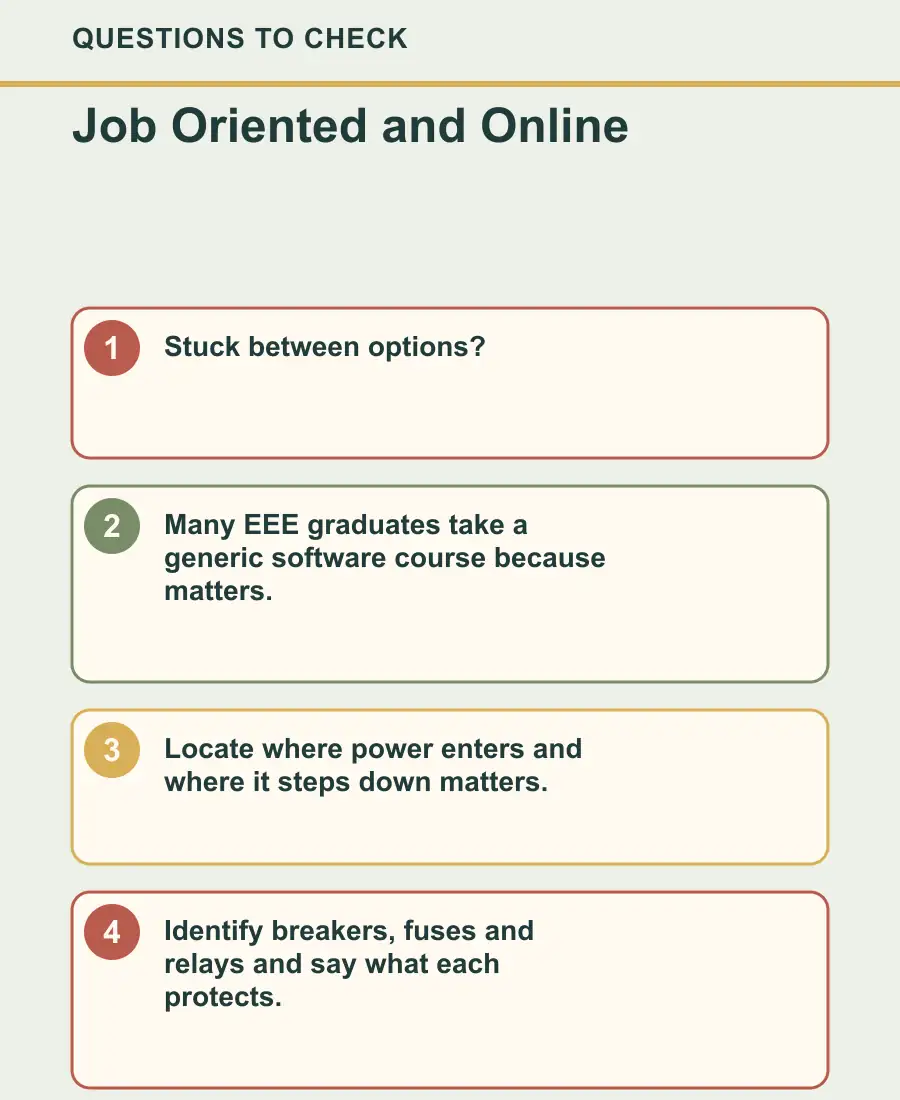 QUESTIONS TO CHECK
Job Oriented and Online
1
Stuck between options?
2
Many EEE graduates take a
generic software course because
matters.
3
Locate where power enters and
where it steps down matters.
4
Identify breakers, fuses and
relays and say what each
protects.